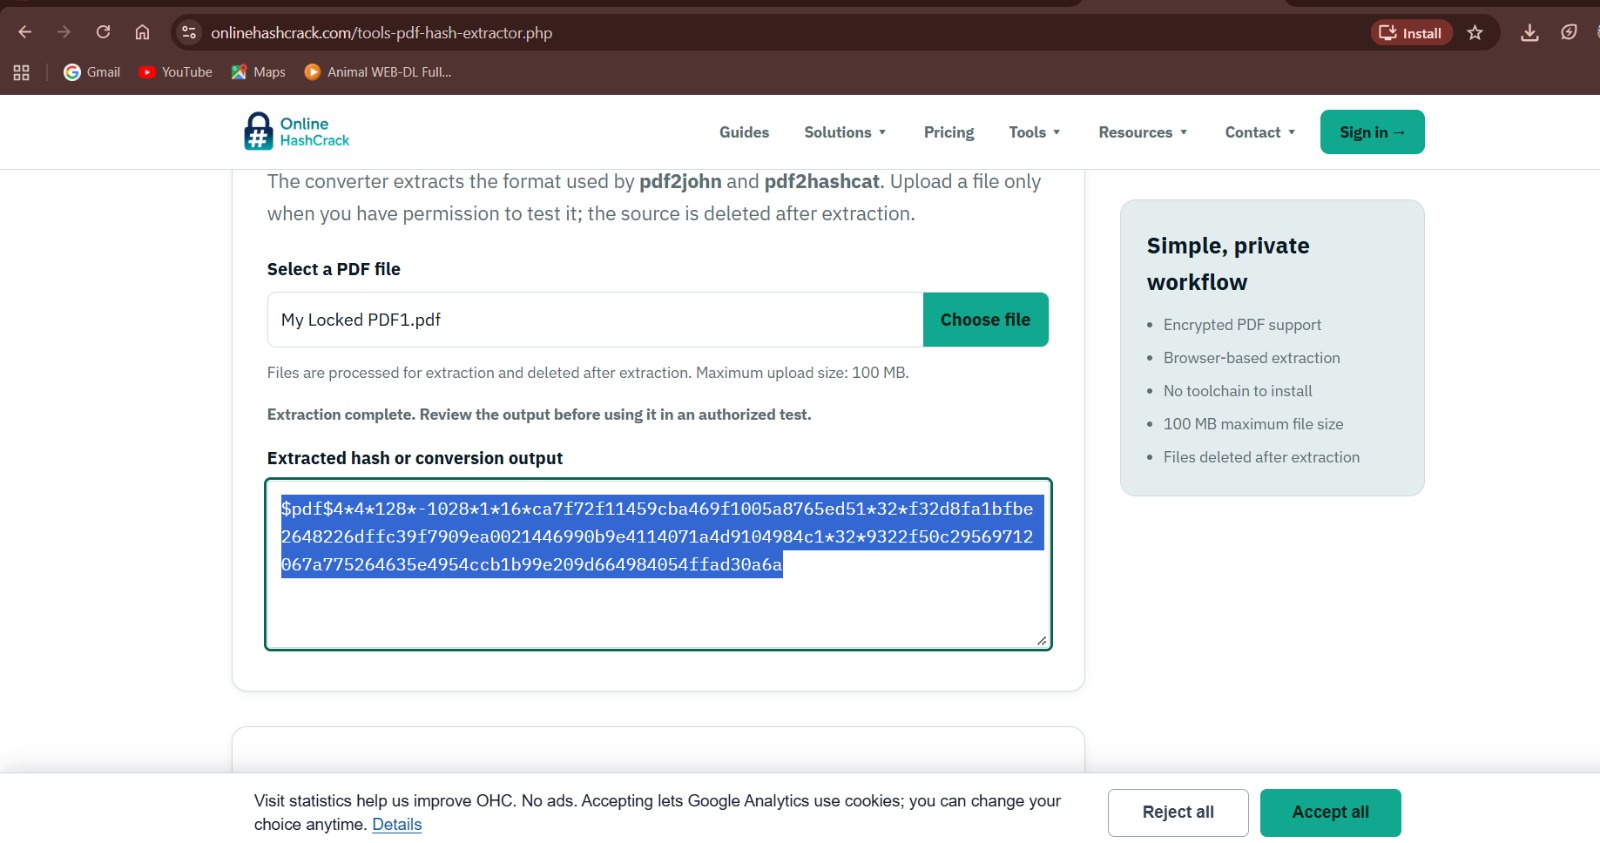 onlinehashcrack.com/tools-pdf-hash-extractor.php
Install
Gmail
YouTube
Maps
Animal WEB-DL Full...
Online
HashCrack
Guides
Solutions
Pricing
Tools
Resources
Contact
Sign in →
The converter extracts the format used by pdf2john and pdf2hashcat. Upload a file only
when you have permission to test it; the source is deleted after extraction.
Select a PDF file
My Locked PDF1.pdf
Choose file
Files are processed for extraction and deleted after extraction. Maximum upload size: 100 MB.
Extraction complete. Review the output before using it in an authorized test.
Extracted hash or conversion output
$pdf$4*4*128*-1028*1*16*ca7f72f11459cba469f1005a8765ed51*32*f32d8fa1bfbe
2648226dffc39f7909ea0021446990b9e4114071a4d9104984c1*32*9322f50c29569712
067a775264635e4954ccb1b99e209d664984054ffad30a6a
Simple, private
workflow
• Encrypted PDF support
• Browser-based extraction
• No toolchain to install
• 100 MB maximum file size
• Files deleted after extraction
Visit statistics help us improve OHC. No ads. Accepting lets Google Analytics use cookies; you can change your
choice anytime. Details
Reject all
Accept all